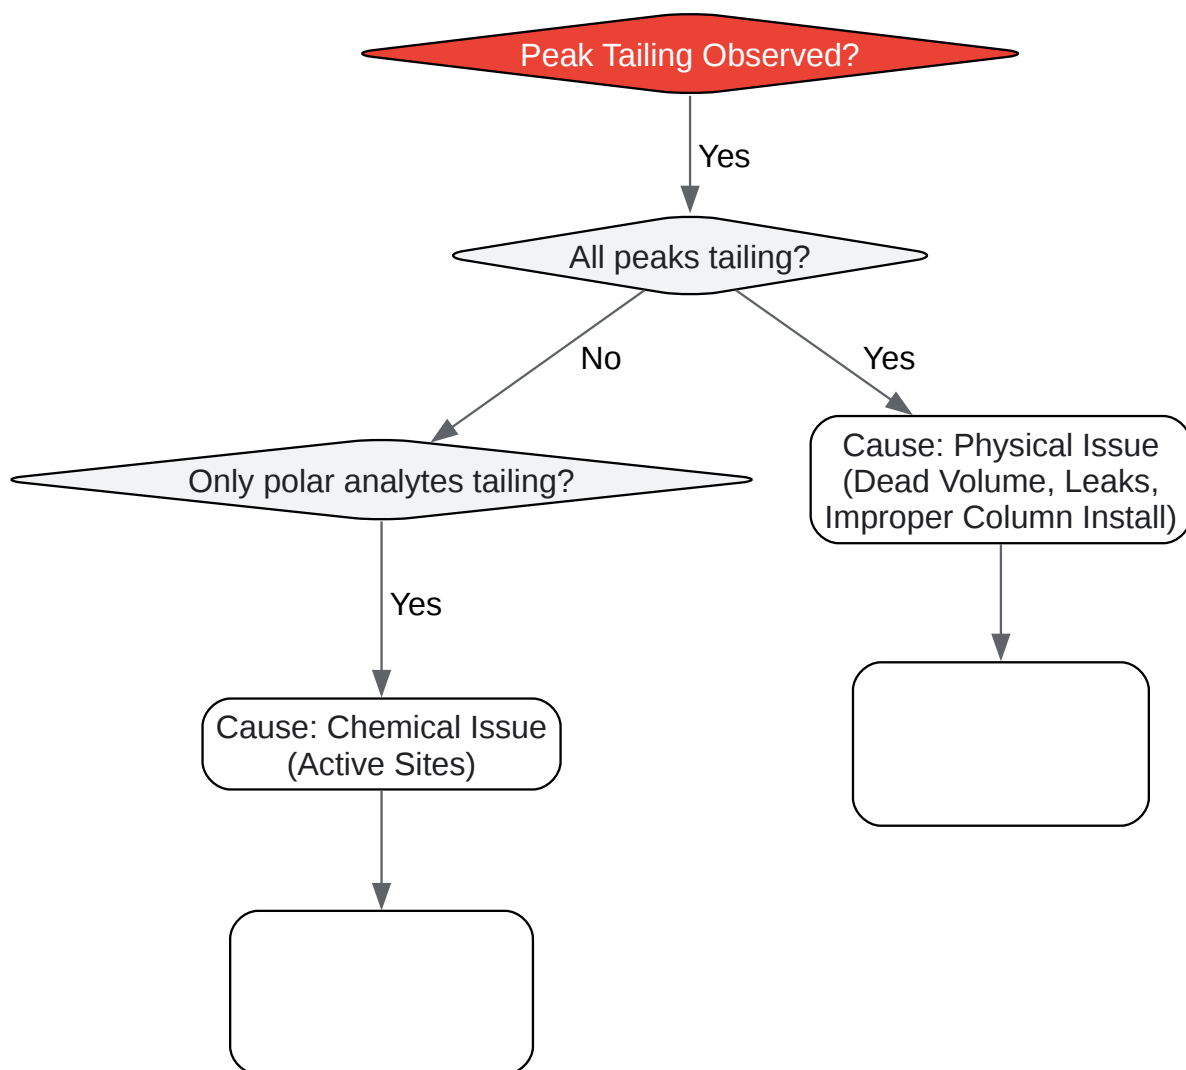 Peak Tailing Observed?
Yes
All peaks tailing?
No
Yes
Cause: Physical Issue
(Dead Volume, Leaks,
Improper Column Install)
Only polar analytes tailing?
Yes
Cause: Chemical Issue
(Active Sites)